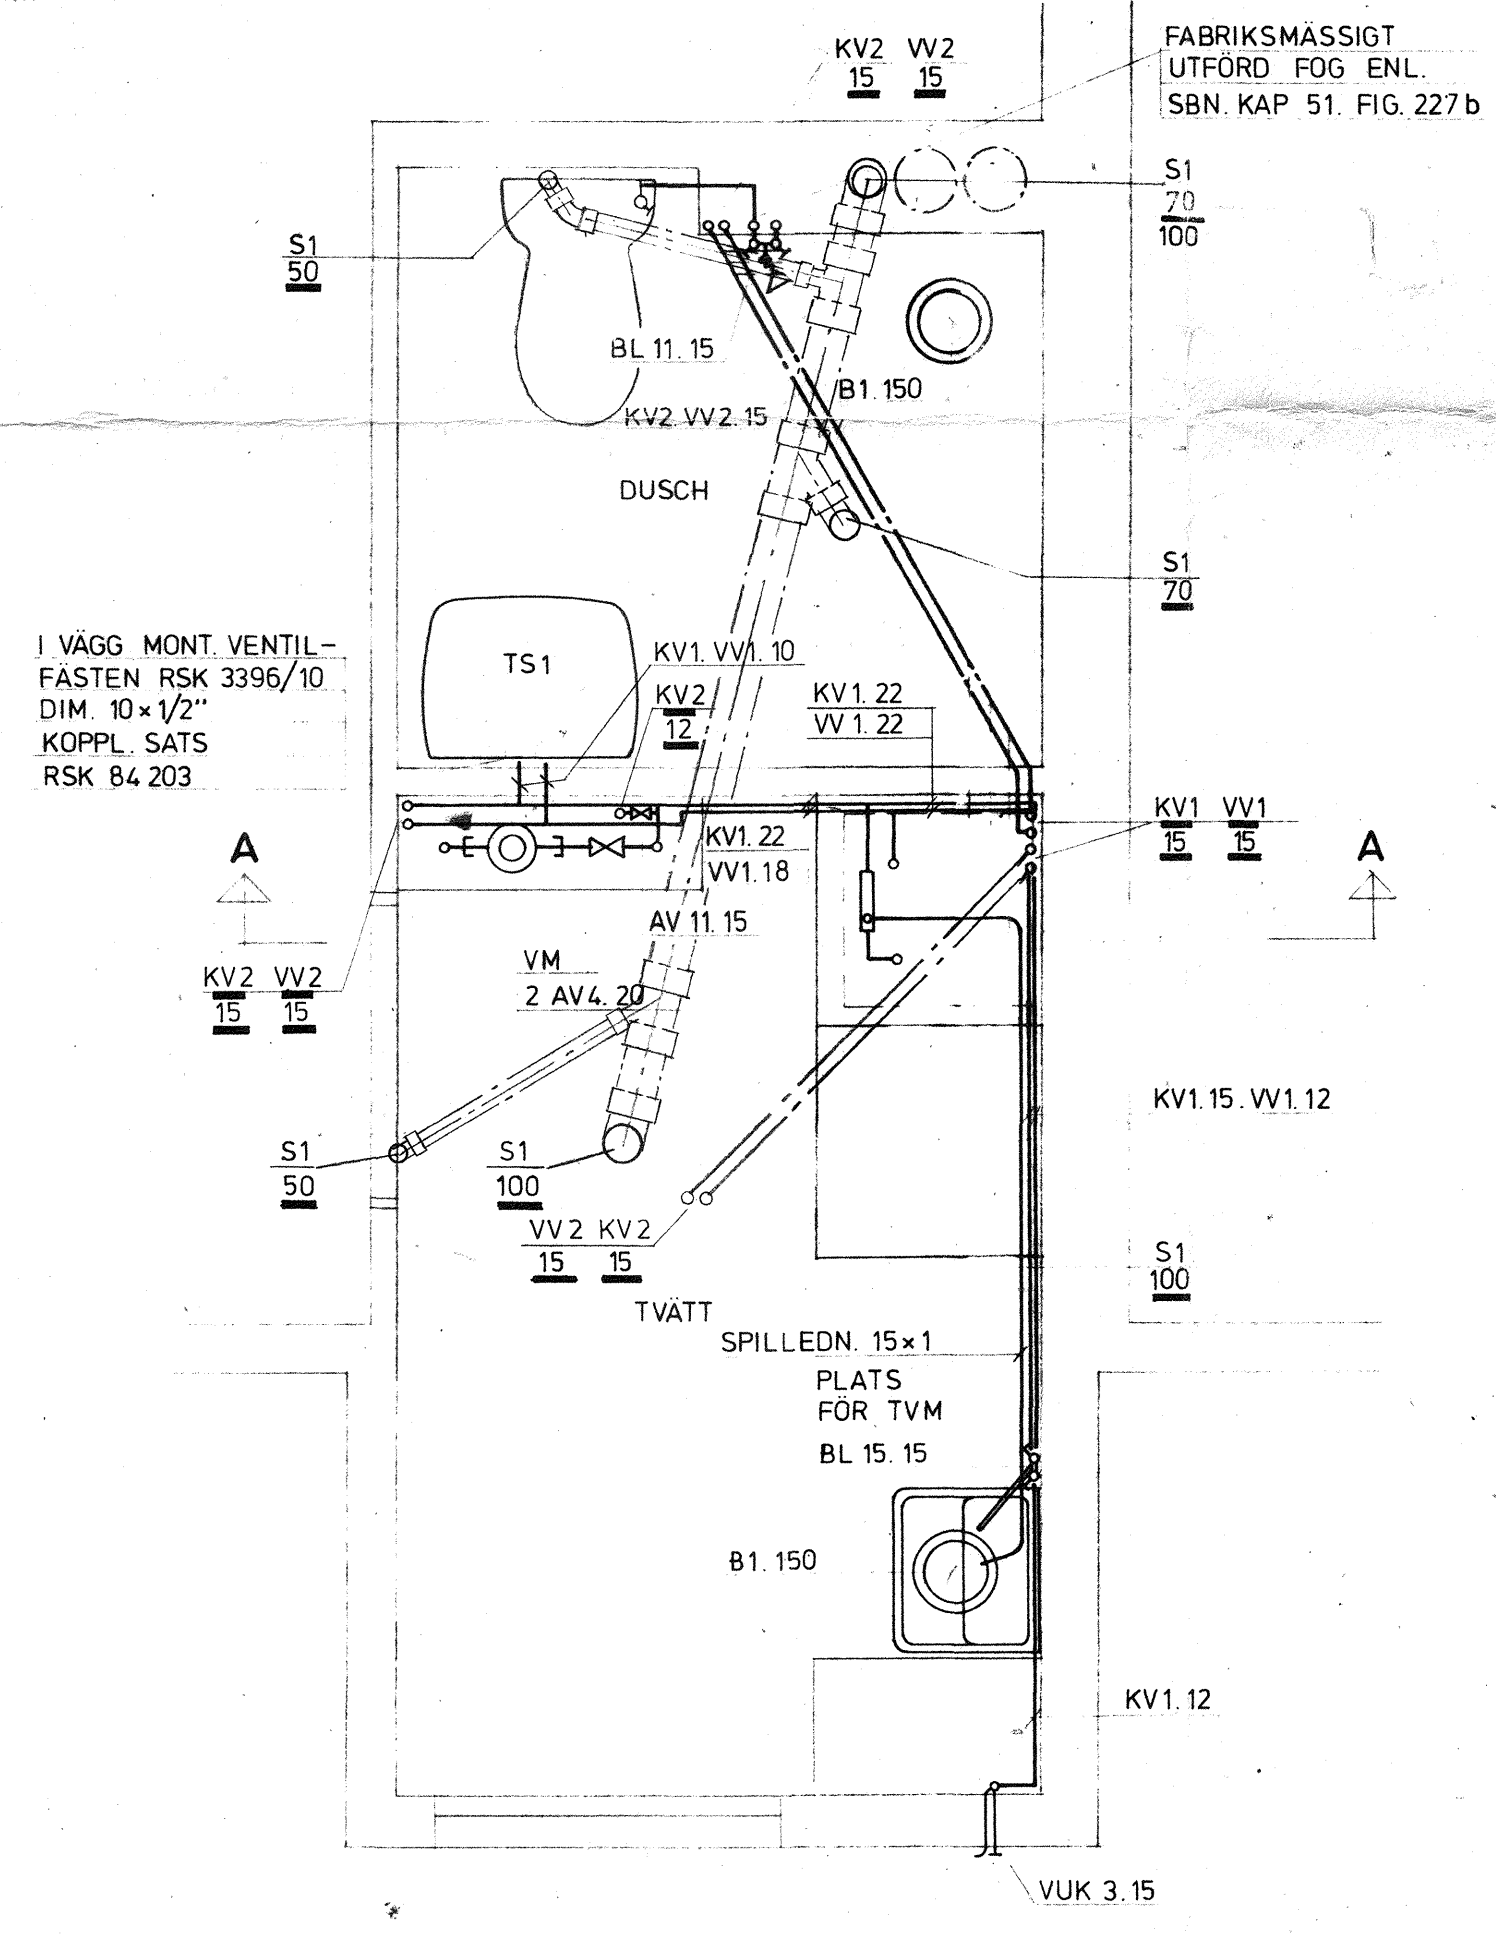 KV2 VV2
15 15
FABRIKSMÄSSIGT
UTFÖRD FOG ENL.
SBN. KAP 51. FIG. 227b
S1
70
100
S1
50
BL 11.15
B1.150
KV2 VV2.15
DUSCH
S1
70
I VÄGG MONT. VENTIL-
FÄSTEN RSK 3396/10
DIM. 10×1/2"
KOPPL. SATS
RSK 84 203
TS1
KV1. VV1. 10
KV2
12
KV1. 22
VV1. 22
KV1 VV1
15 15
KV1. 22
VV1. 18
A
A
AV 11.15
VM
2 AV4. 20
KV2 VV2
15 15
KV1. 15. VV1. 12
S1
50
S1
100
VV2 KV2
15 15
S1
100
TVÄTT
SPILLEDN. 15×1
PLATS
FÖR TVM
BL 15. 15
B1. 150
KV1. 12
VUK 3.15